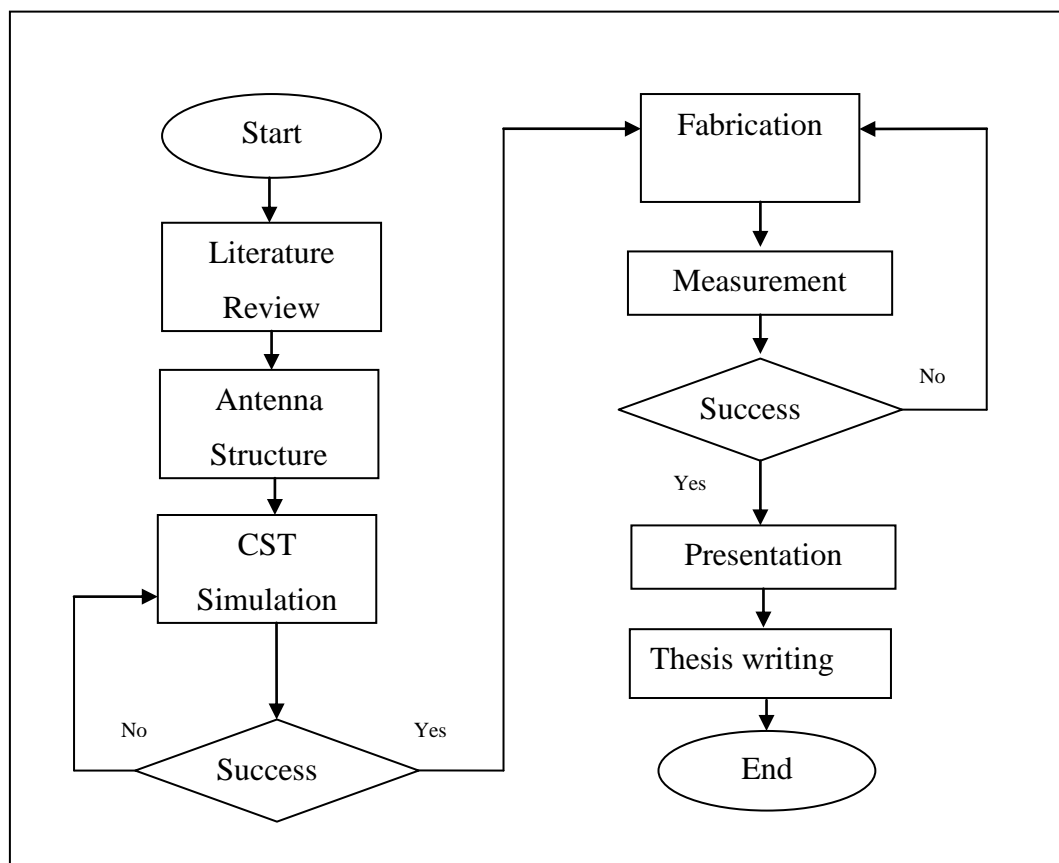 Start
Literature
Review
Antenna
Structure
CST
Simulation
No
Yes
Success
Fabrication
Measurement
No
Success
Yes
Presentation
Thesis writing
End